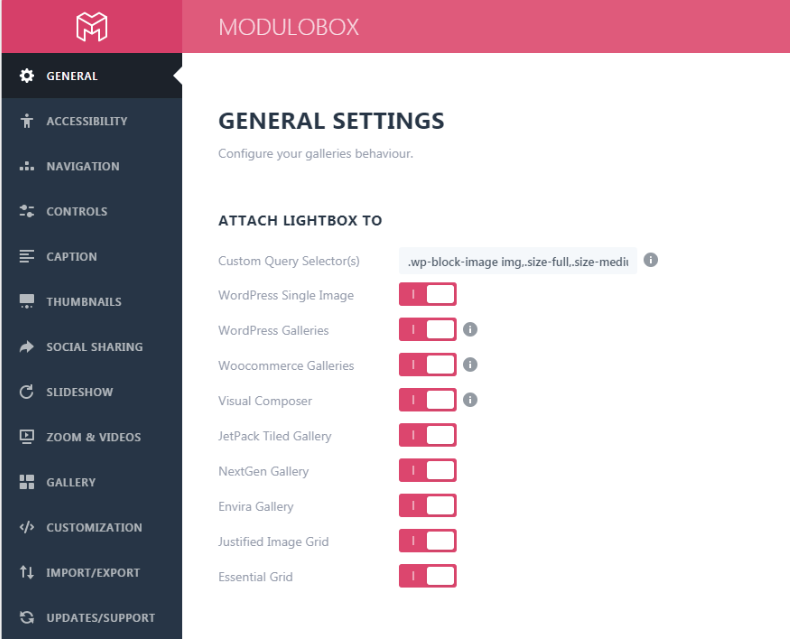 MODULOBOX
GENERAL
ACCESSIBILITY
NAVIGATION
CONTROLS
CAPTION
THUMBNAILS
SOCIAL SHARING
SLIDESHOW
ZOOM & VIDEOS
GALLERY
CUSTOMIZATION
IMPORT/EXPORT
UPDATES/SUPPORT
GENERAL SETTINGS
Configure your galleries behaviour.
ATTACH LIGHTBOX TO
Custom Query Selector(s) .wp-block-image img,.size-full,.size-medi
WordPress Single Image
WordPress Galleries
Woocommerce Galleries
Visual Composer
JetPack Tiled Gallery
NextGen Gallery
Envira Gallery
Justified Image Grid
Essential Grid